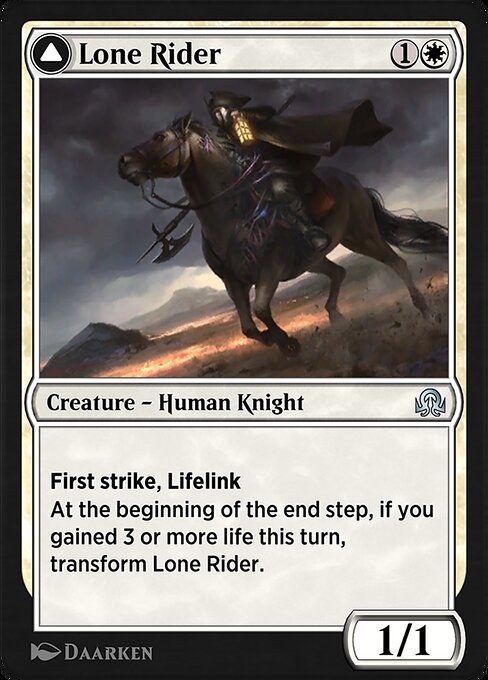 Lone Rider 1
Creature – Human Knight
First strike, Lifelink
At the beginning of the end step, if you
gained 3 or more life this turn,
transform Lone Rider.
1/1
Daarken